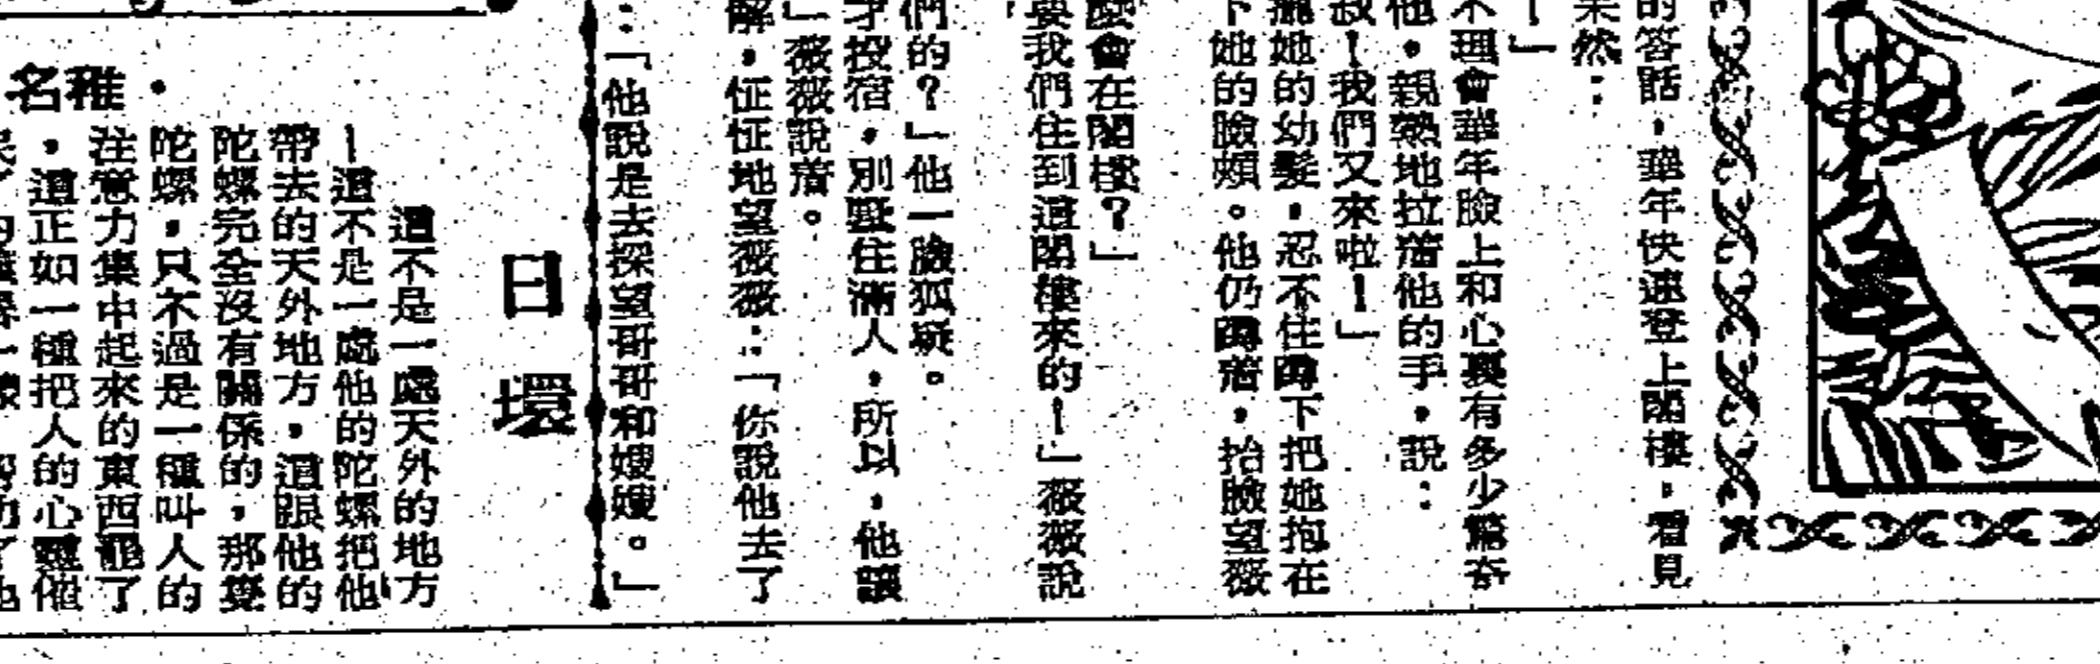 的答話，華年快速登上閣樓，看見
果然：
！」
不理會華年臉上和心裏有多少驚奇
他，親熱地拉着他的手，說：
叔！我們又來啦！」
攏她的幼髮，忍不住蹲下把她抱在
下她的臉頰。他仍蹲着，抬臉望薇
麼會在閣樓？」
要我們住到這閣樓來的！」薇薇說
們的？」他一臉狐疑。
才投宿，別墅住滿人，所以，他讓
」薇薇說着。
解，怔怔地望薇薇：「你說他去了
：「他說是去探望哥哥和嫂嫂。」
日環
這不是一處天外的地方
－這不是一處他的陀螺把他
帶去的天外地方，這跟他的
陀螺完全沒有關係的，那變
陀螺，只不過是一種叫人的
注意力集中起來的東西罷了
，這正如一種把人的心靈催
・稚名